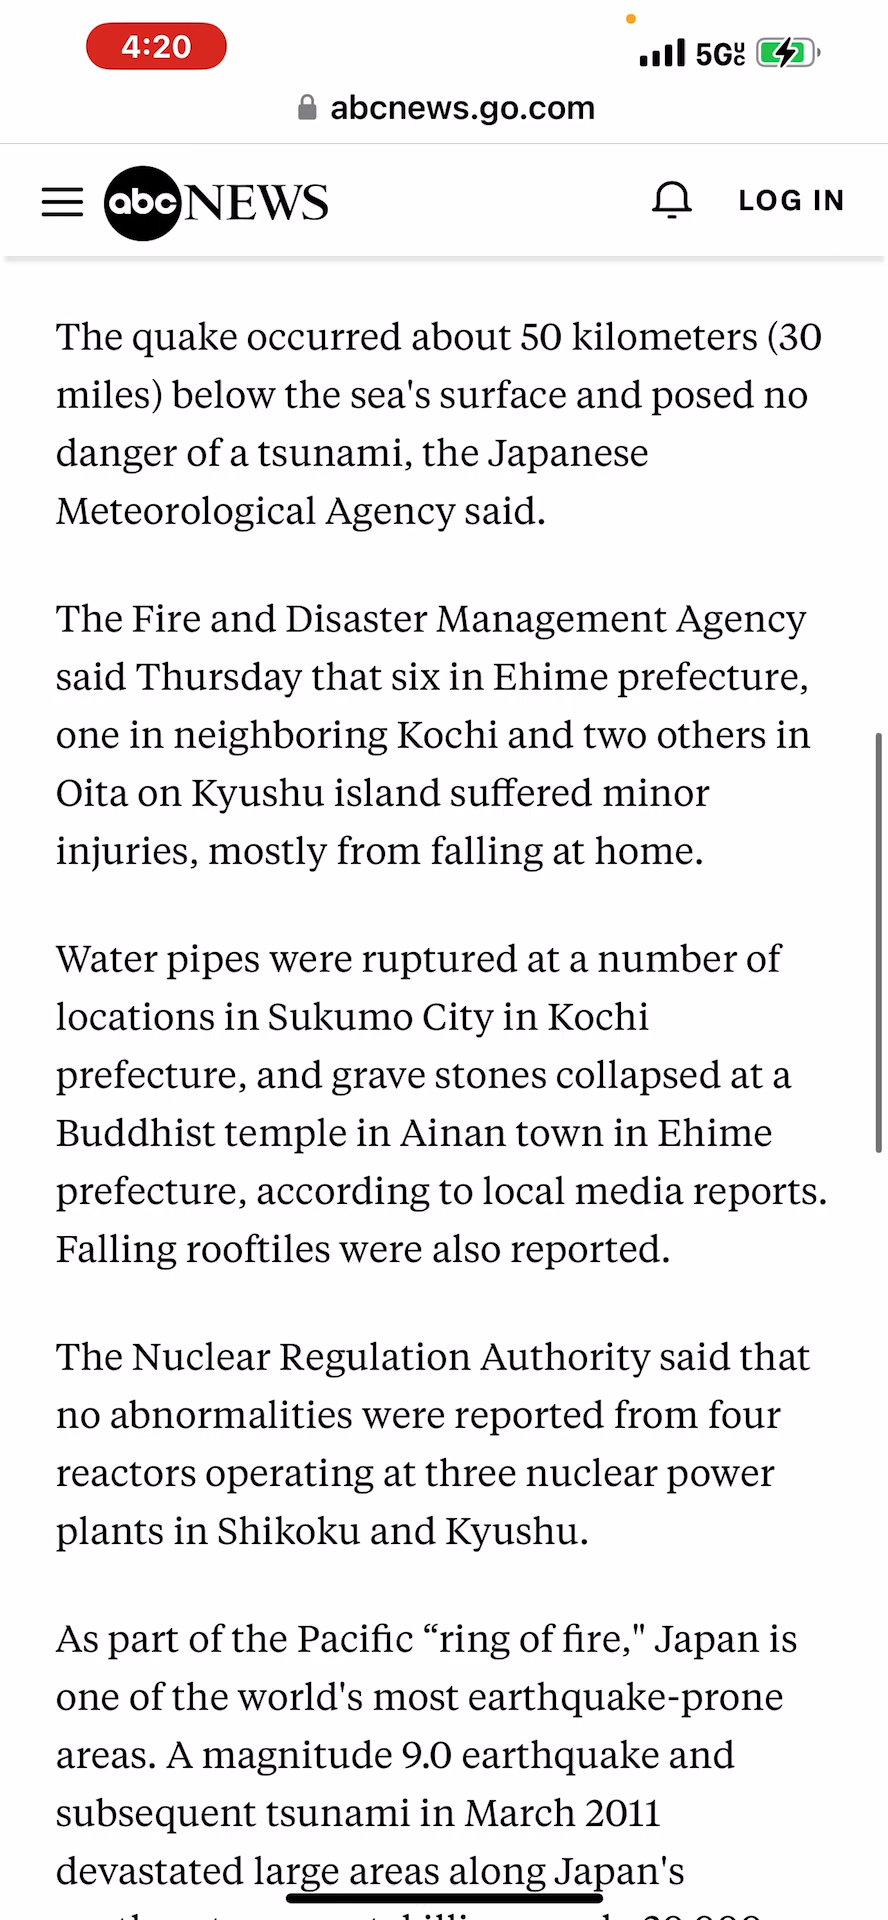 4:20
5G
abcnews.go.com
abc NEWS
LOG IN
The quake occurred about 50 kilometers (30
miles) below the sea's surface and posed no
danger of a tsunami, the Japanese
Meteorological Agency said.
The Fire and Disaster Management Agency
said Thursday that six in Ehime prefecture,
one in neighboring Kochi and two others in
Oita on Kyushu island suffered minor
injuries, mostly from falling at home.
Water pipes were ruptured at a number of
locations in Sukumo City in Kochi
prefecture, and grave stones collapsed at a
Buddhist temple in Ainan town in Ehime
prefecture, according to local media reports.
Falling rooftiles were also reported.
The Nuclear Regulation Authority said that
no abnormalities were reported from four
reactors operating at three nuclear power
plants in Shikoku and Kyushu.
As part of the Pacific “ring of fire," Japan is
one of the world's most earthquake-prone
areas. A magnitude 9.0 earthquake and
subsequent tsunami in March 2011
devastated large areas along Japan's